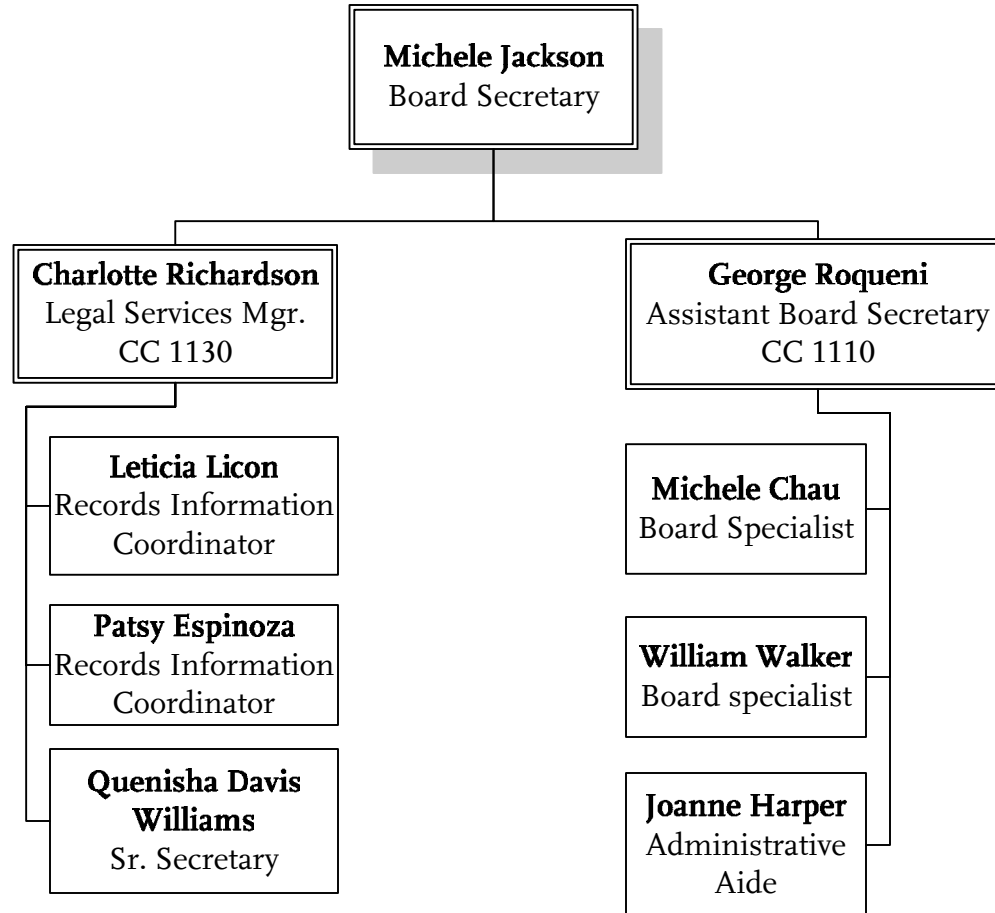 Michele Jackson
Board Secretary
Charlotte Richardson
Legal Services Mgr.
CC 1130
George Roqueni
Assistant Board Secretary
CC 1110
Leticia Licon
Records Information
Coordinator
Patsy Espinoza
Records Information
Coordinator
Quenisha Davis
Williams
Sr. Secretary
Michele Chau
Board Specialist
William Walker
Board specialist
Joanne Harper
Administrative
Aide